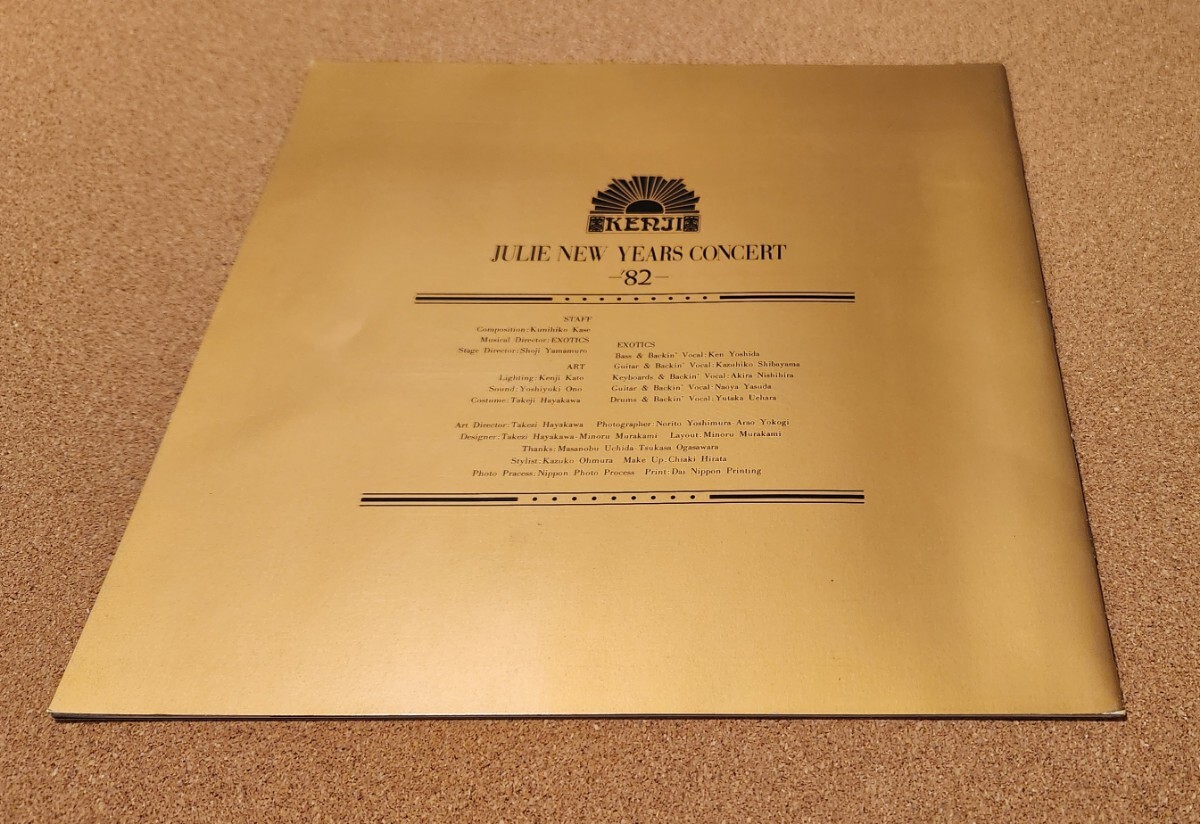 KENJI
JULIE NEW YEARS CONCERT
—'82—
STAFF
Composition:Kunihiko Kase
Musical Director:EXOTICS
Stage Director:Shoji Yamamuro
ART
Lighting:Kenji Kato
Sound:Yoshiyuki Ono
Costume:Takeji Hayakawa
EXOTICS
Bass & Backin' Vocal:Ken Yoshida
Guitar & Backin' Vocal:Kazuhiko Shibayama
Keyboards & Backin' Vocal:Akira Nishihira
Guitar & Backin' Vocal:Naoya Yasuda
Drums & Backin' Vocal:Yutaka Uehara
Art Director:Takezi Hayakawa Photographer Norito Yoshimura·Arao Yokogi
Designer:Takezi Hayakawa·Minoru Murakami Layout:Minoru Murakami
Thanks:Masanobu Uchida Tsukasa Ogasawara
Stylist:Kazuko Ohmura Make Up:Chiaki Hirata
Photo Pracess:Nippon Photo Process Print:Dai Nippon Printing